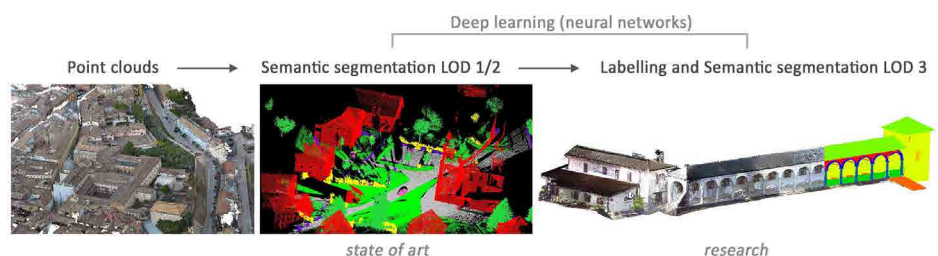 Deep learning (neural networks)
Point clouds
Semantic segmentation LOD 1/2
Labelling and Semantic segmentation LOD 3
state of art
research